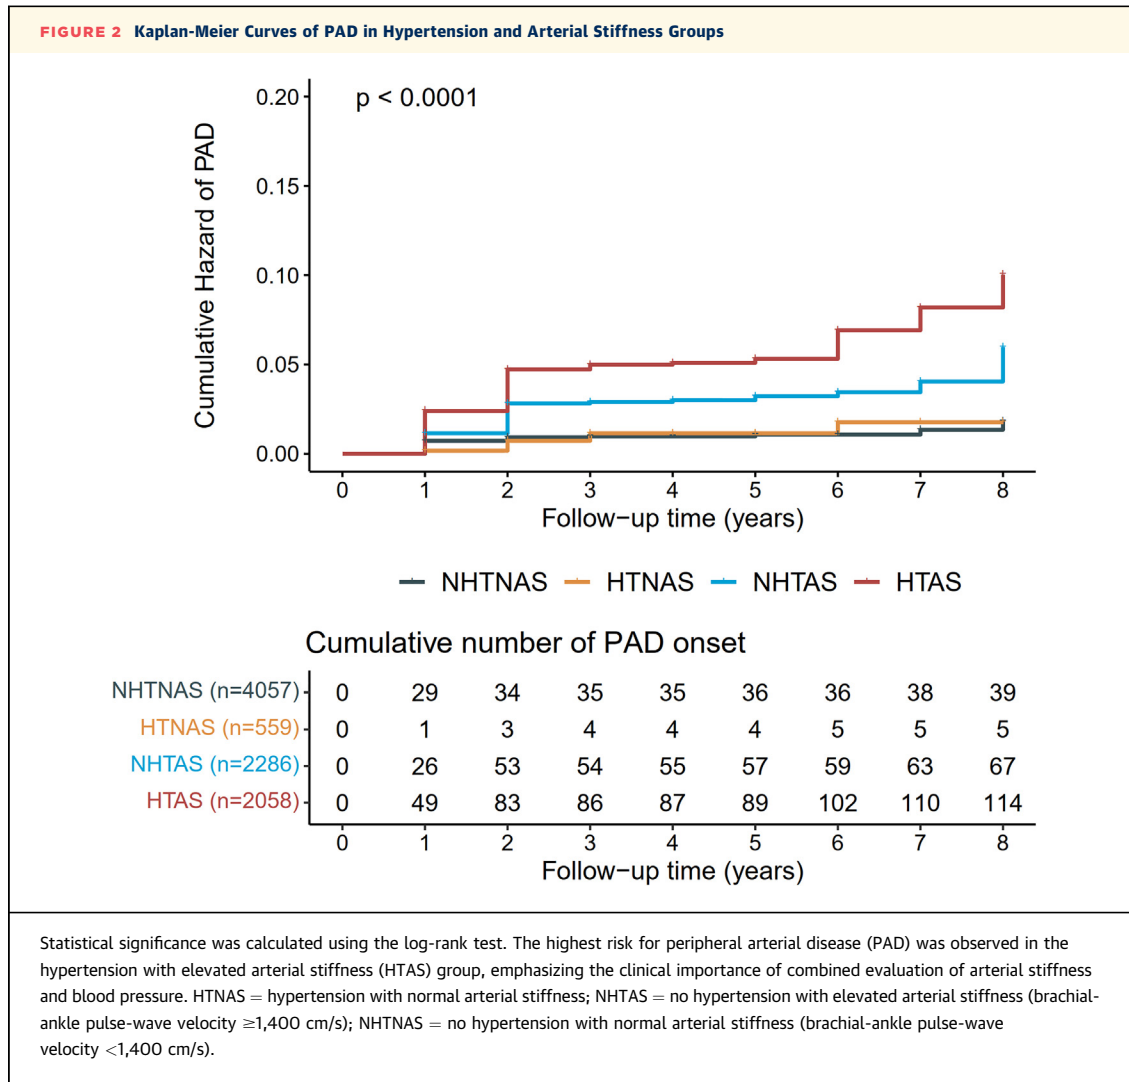 FIGURE 2 Kaplan-Meier Curves of PAD in Hypertension and Arterial Stiffness Groups
p < 0.0001
Cumulative Hazard of PAD
0.20
0.15
0.10
0.05
0.00
0 1 2 3 4 5 6 7 8
Follow-up time (years)
NHTNAS HTNAS NHTAS HTAS
Cumulative number of PAD onset
NHTNAS (n=4057) 0 29 34 35 35 36 36 38 39
HTNAS (n=559) 0 1 3 4 4 4 5 5 5
NHTAS (n=2286) 0 26 53 54 55 57 59 63 67
HTAS (n=2058) 0 49 83 86 87 89 102 110 114
0 1 2 3 4 5 6 7 8
Follow-up time (years)
Statistical significance was calculated using the log-rank test. The highest risk for peripheral arterial disease (PAD) was observed in the
hypertension with elevated arterial stiffness (HTAS) group, emphasizing the clinical importance of combined evaluation of arterial stiffness
and blood pressure. HTNAS = hypertension with normal arterial stiffness; NHTAS = no hypertension with elevated arterial stiffness (brachial-
ankle pulse-wave velocity ≥1,400 cm/s); NHTNAS = no hypertension with normal arterial stiffness (brachial-ankle pulse-wave
velocity <1,400 cm/s).